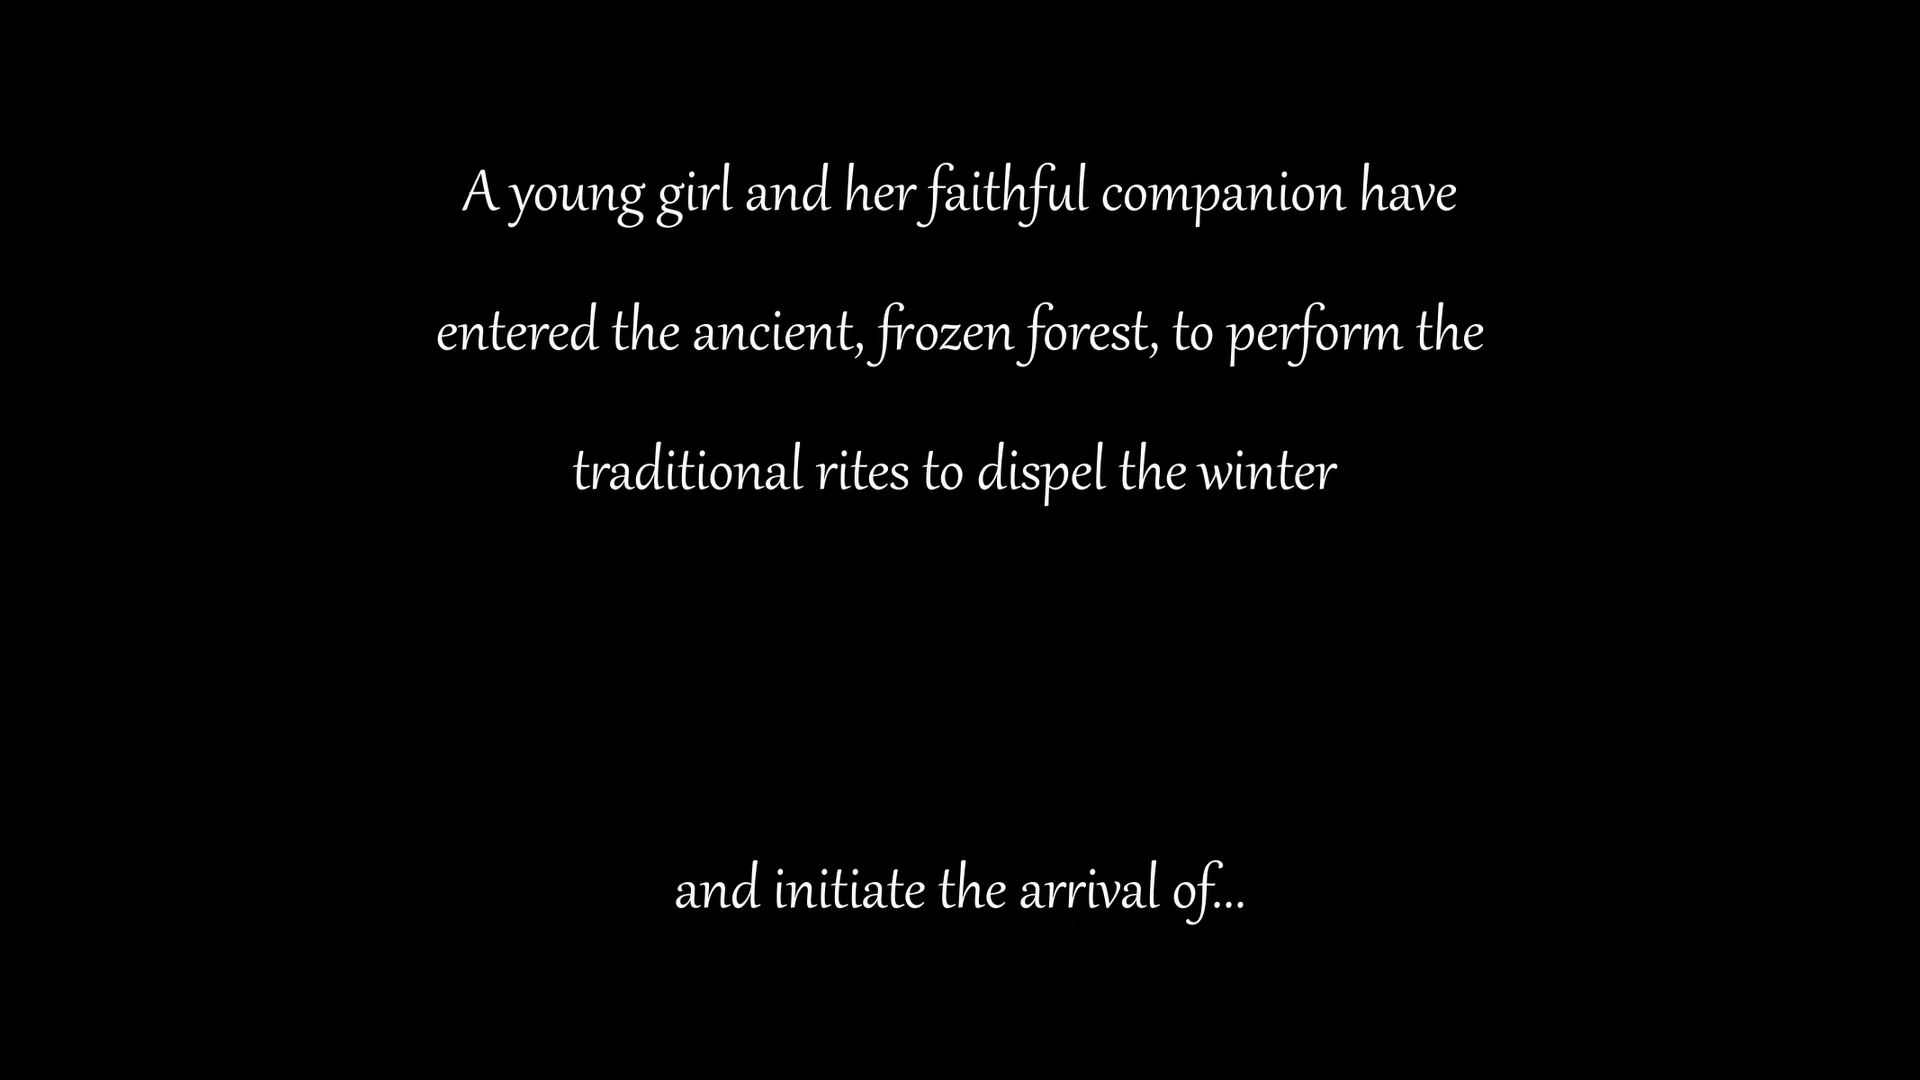 A young girl and her faithful companion have
entered the ancient, frozen forest, to perform the
traditional rites to dispel the winter
and initiate the arrival of...